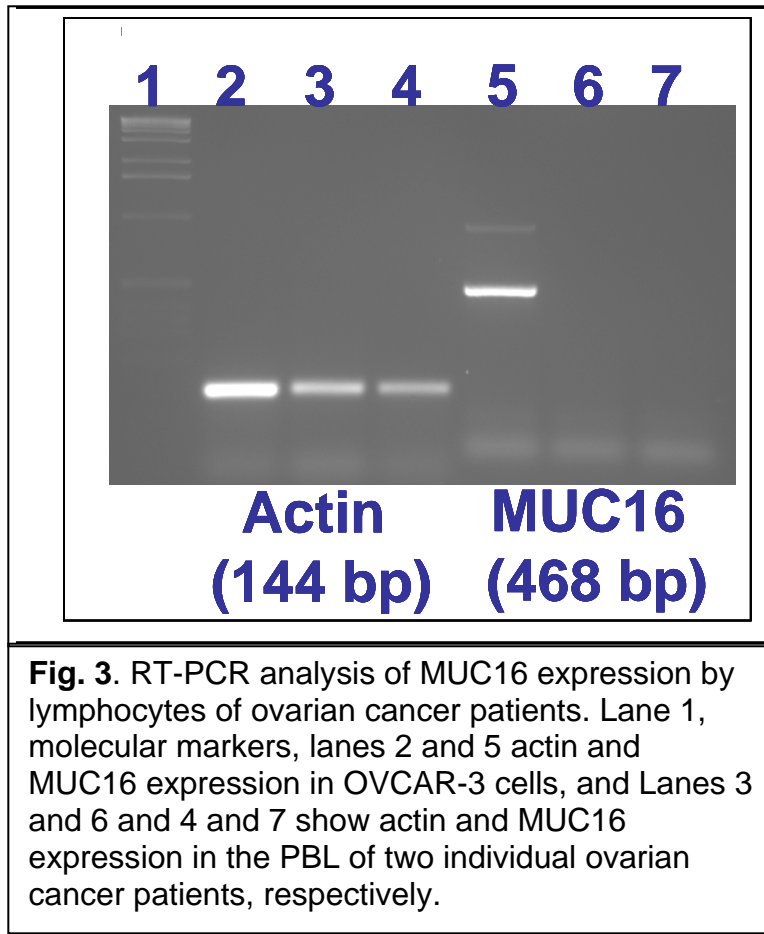 1 2 3 4 5 6 7
Actin MUC16
(144 bp) (468 bp)
Fig. 3. RT-PCR analysis of MUC16 expression by
lymphocytes of ovarian cancer patients. Lane 1,
molecular markers, lanes 2 and 5 actin and
MUC16 expression in OVCAR-3 cells, and Lanes 3
and 6 and 4 and 7 show actin and MUC16
expression in the PBL of two individual ovarian
cancer patients, respectively.